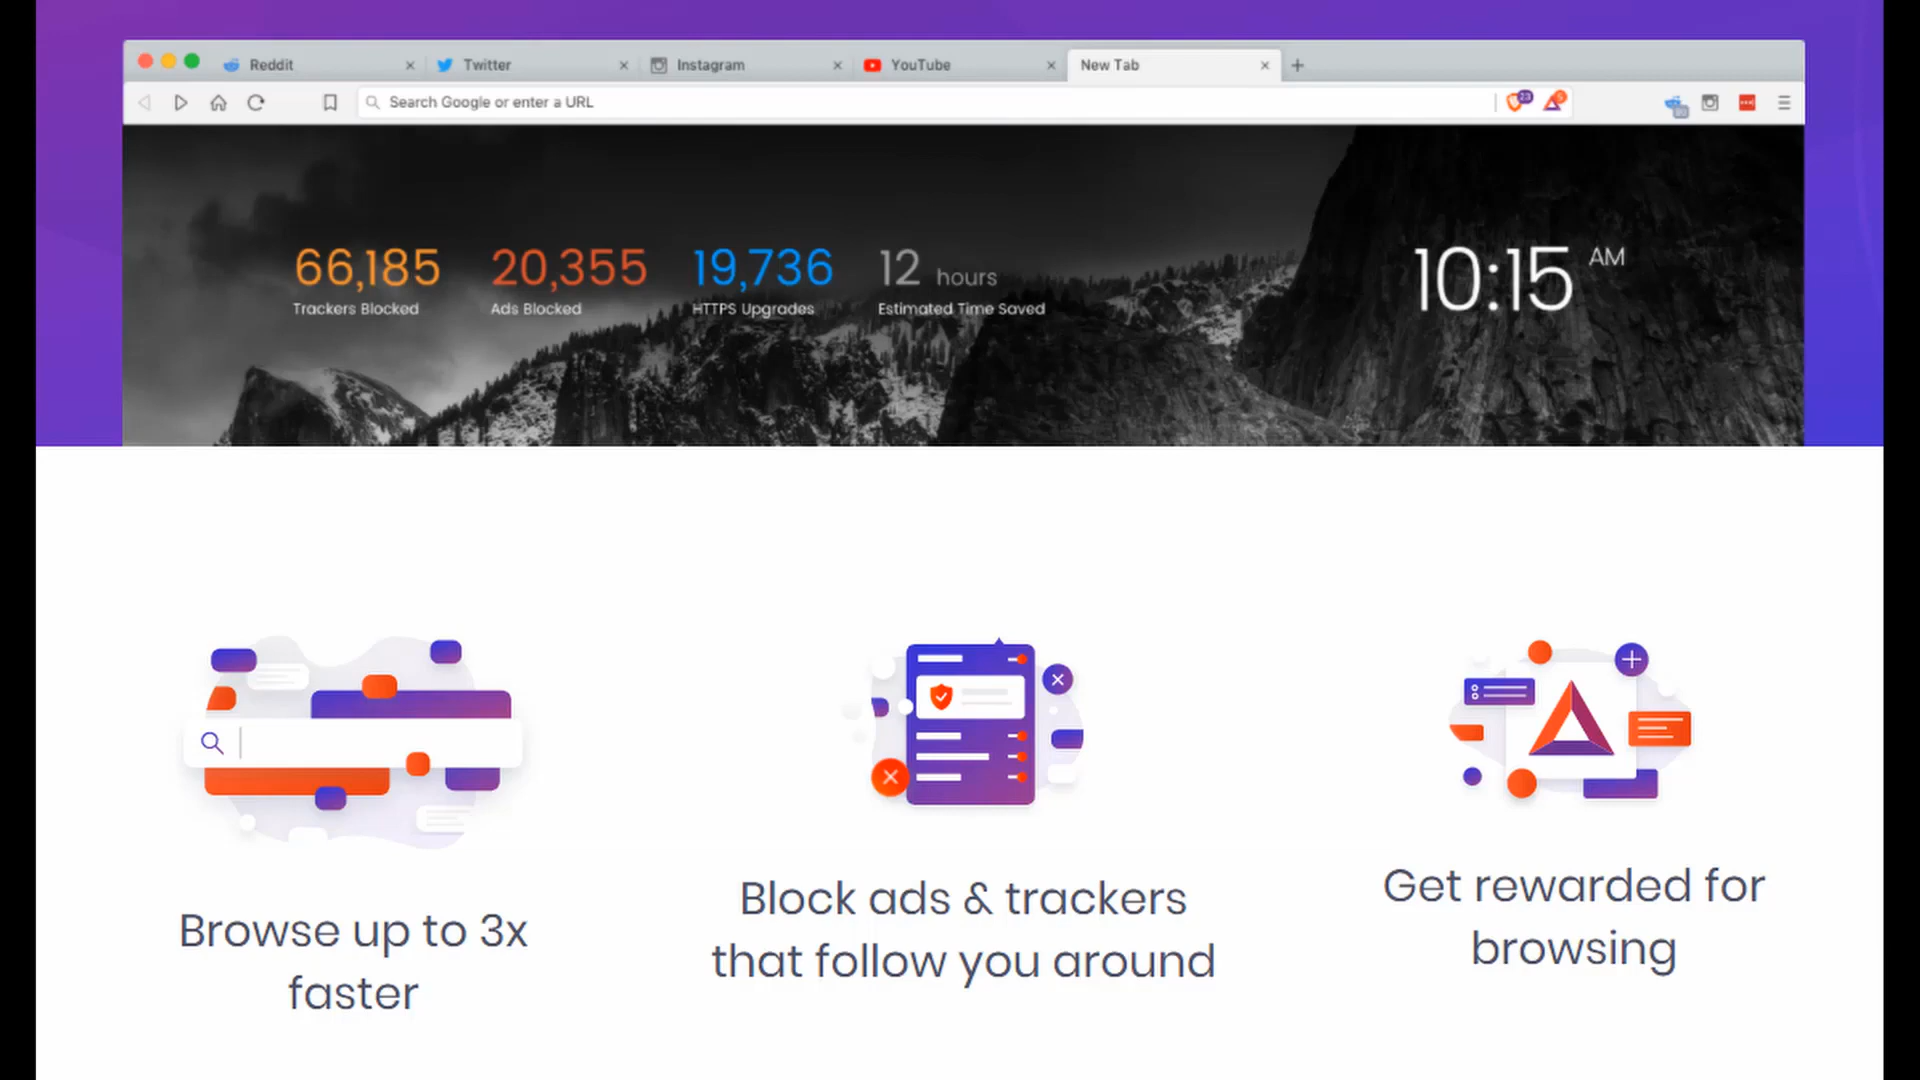 Reddit
Twitter
Instagram
YouTube
New Tab
Search Google or enter a URL
23
5
66,185
20,355
19,736
12 hours
Trackers Blocked
Ads Blocked
HTTPS Upgrades
Estimated Time Saved
10:15 AM
Browse up to 3x
faster
Block ads & trackers
that follow you around
Get rewarded for
browsing